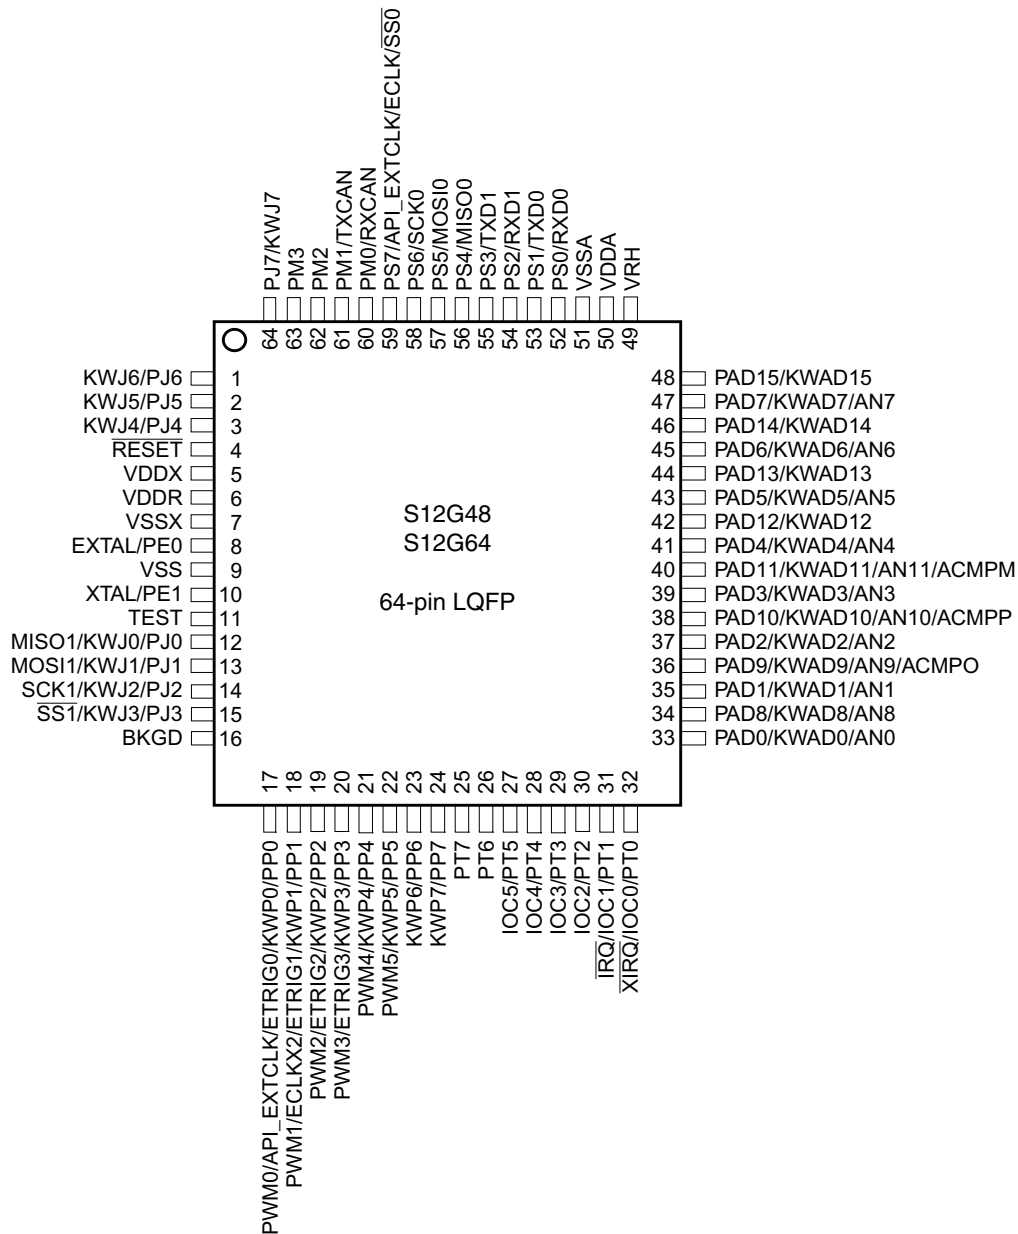 PJ7/KWJ7
PM3
PM2
PM1/TXCAN
PM0/RXCAN
PS7/API_EXTCLK/ECLK/SS0
PS6/SCK0
PS5/MOSI0
PS4/MISO0
PS3/TXD1
PS2/RXD1
PS1/TXD0
PS0/RXD0
VSSA
VDDA
VRH
64 63 62 61 60 59 58 57 56 55 54 53 52 51 50 49
KWJ6/PJ6 1
KWJ5/PJ5 2
KWJ4/PJ4 3
RESET 4
VDDX 5
VDDR 6
VSSX 7
EXTAL/PE0 8
VSS 9
XTAL/PE1 10
TEST 11
MISO1/KWJ0/PJ0 12
MOSI1/KWJ1/PJ1 13
SCK1/KWJ2/PJ2 14
SS1/KWJ3/PJ3 15
BKGD 16
S12G48
S12G64
64-pin LQFP
48 PAD15/KWAD15
47 PAD7/KWAD7/AN7
46 PAD14/KWAD14
45 PAD6/KWAD6/AN6
44 PAD13/KWAD13
43 PAD5/KWAD5/AN5
42 PAD12/KWAD12
41 PAD4/KWAD4/AN4
40 PAD11/KWAD11/AN11/ACMPM
39 PAD3/KWAD3/AN3
38 PAD10/KWAD10/AN10/ACMPP
37 PAD2/KWAD2/AN2
36 PAD9/KWAD9/AN9/ACMPO
35 PAD1/KWAD1/AN1
34 PAD8/KWAD8/AN8
33 PAD0/KWAD0/AN0
17 18 19 20 21 22 23 24 25 26 27 28 29 30 31 32
PWM0/API_EXTCLK/ETRIG0/KWP0/PP0
PWM1/ECLKX2/ETRIG1/KWP1/PP1
PWM2/ETRIG2/KWP2/PP2
PWM3/ETRIG3/KWP3/PP3
PWM4/KWP4/PP4
PWM5/KWP5/PP5
KWP6/PP6
KWP7/PP7
PT7
PT6
IOC5/PT5
IOC4/PT4
IOC3/PT3
IOC2/PT2
IRQ/IOC1/PT1
XIRQ/IOC0/PT0